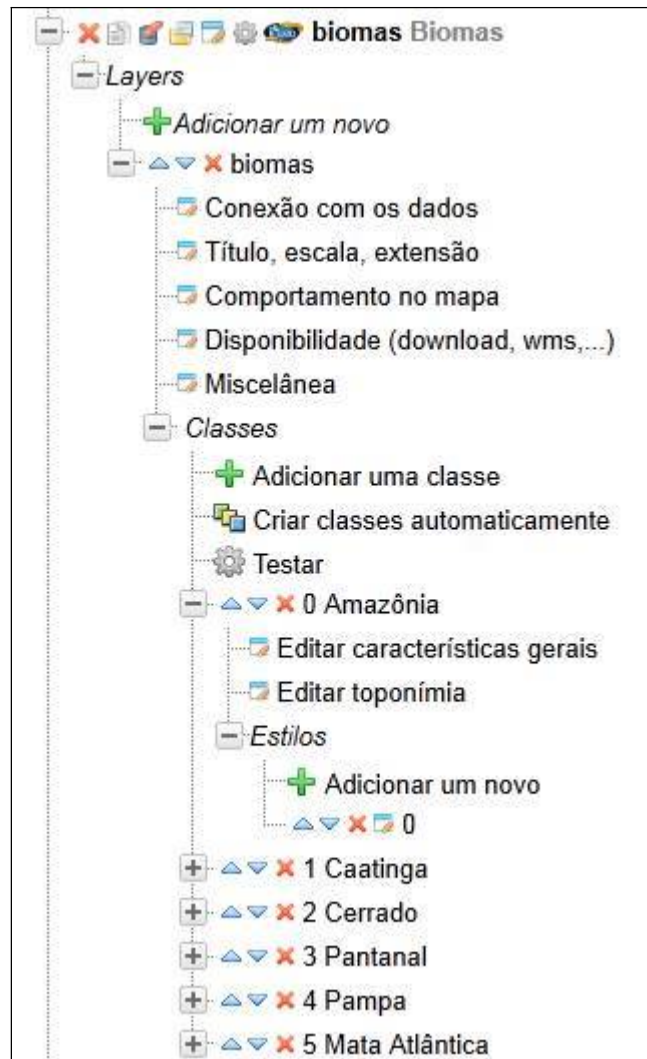 biomas Biomas
Layers
Adicionar um novo
biomas
Conexão com os dados
Título, escala, extensão
Comportamento no mapa
Disponibilidade (download, wms,...)
Miscelânea
Classes
Adicionar uma classe
Criar classes automaticamente
Testar
0 Amazônia
Editar características gerais
Editar toponímia
Estilos
Adicionar um novo
0
1 Caatinga
2 Cerrado
3 Pantanal
4 Pampa
5 Mata Atlântica